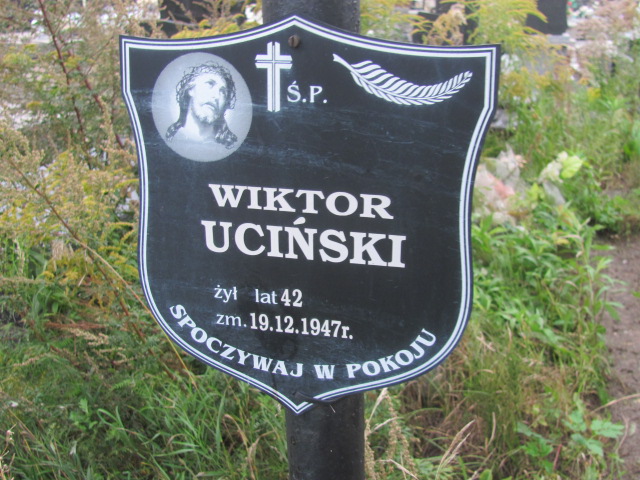 Ś.P.
WIKTOR
UCIŃSKI
żył lat 42
zm. 19.12.1947r.
SPOCZYWAJ W POKOJU